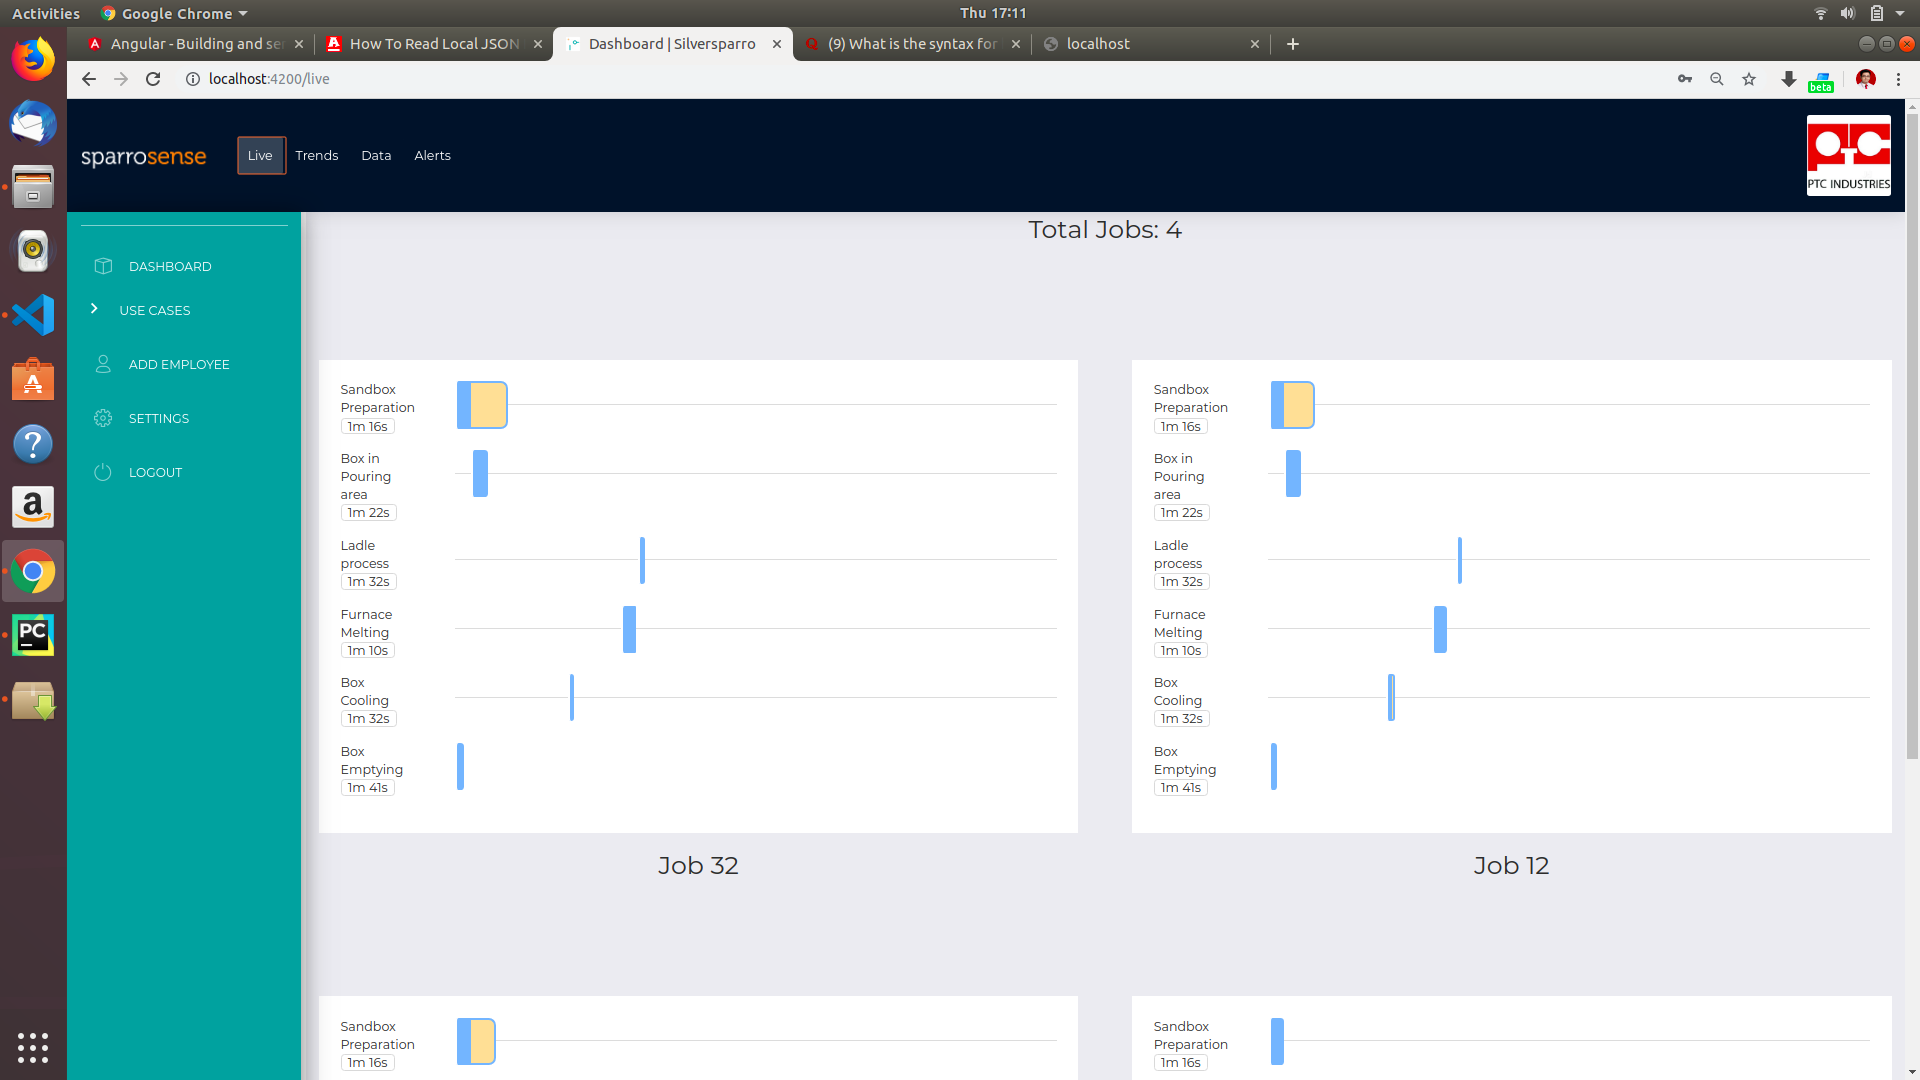 Activities
Google Chrome
Thu 17:11
Angular - Building and ser
How To Read Local JSON
Dashboard | Silversparro
(9) What is the syntax for
localhost
localhost:4200/live
beta
sparrosense
Live
Trends
Data
Alerts
PTC INDUSTRIES
DASHBOARD
USE CASES
ADD EMPLOYEE
SETTINGS
LOGOUT
Total Jobs: 4
Sandbox
Preparation
1m 16s
Box in
Pouring
area
1m 22s
Ladle
process
1m 32s
Furnace
Melting
1m 10s
Box
Cooling
1m 32s
Box
Emptying
1m 41s
Job 32
Sandbox
Preparation
1m 16s
Box in
Pouring
area
1m 22s
Ladle
process
1m 32s
Furnace
Melting
1m 10s
Box
Cooling
1m 32s
Box
Emptying
1m 41s
Job 12
Sandbox
Preparation
1m 16s
Sandbox
Preparation
1m 16s